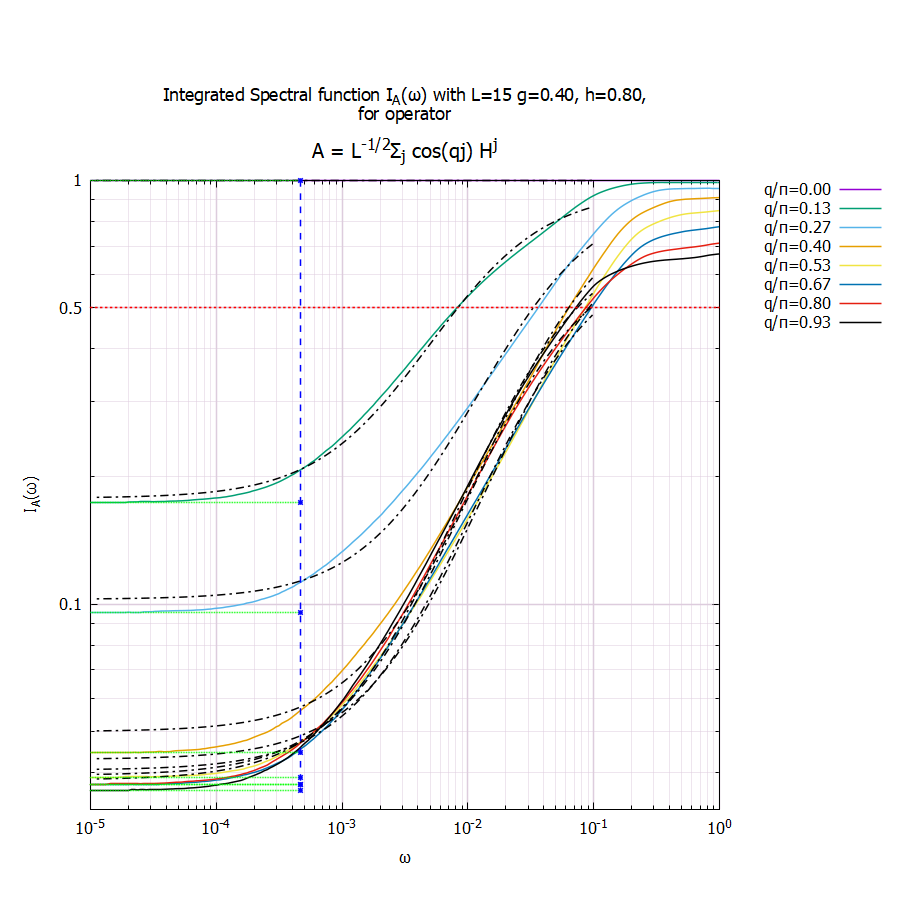 Integrated Spectral function I_A(ω) with L=15 g=0.40, h=0.80,
for operator
A = L^{-1/2}Σ_j cos(qj) H^j
q/π=0.00
q/π=0.13
q/π=0.27
q/π=0.40
q/π=0.53
q/π=0.67
q/π=0.80
q/π=0.93
1
0.5
0.1
I_A(ω)
10^{-5} 10^{-4} 10^{-3} 10^{-2} 10^{-1} 10^0
ω